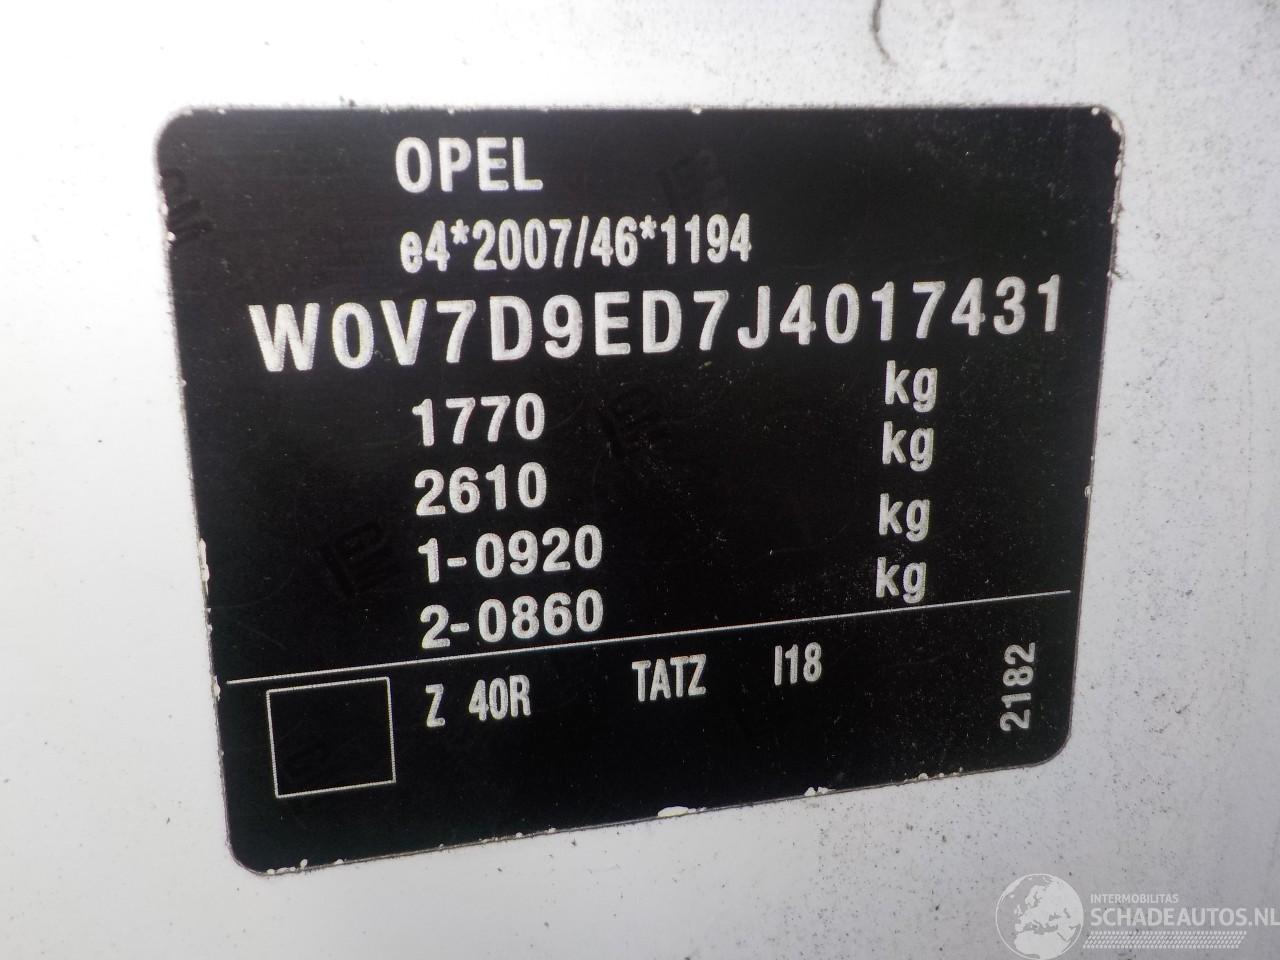 OPEL
e4*2007/46*1194
W0V7D9ED7J4017431
1770 kg
2610 kg
1-0920 kg
2-0860 kg
Z 40R TATZ I18
2182
INTERMOBILITAS
SCHADEAUTOS.NL